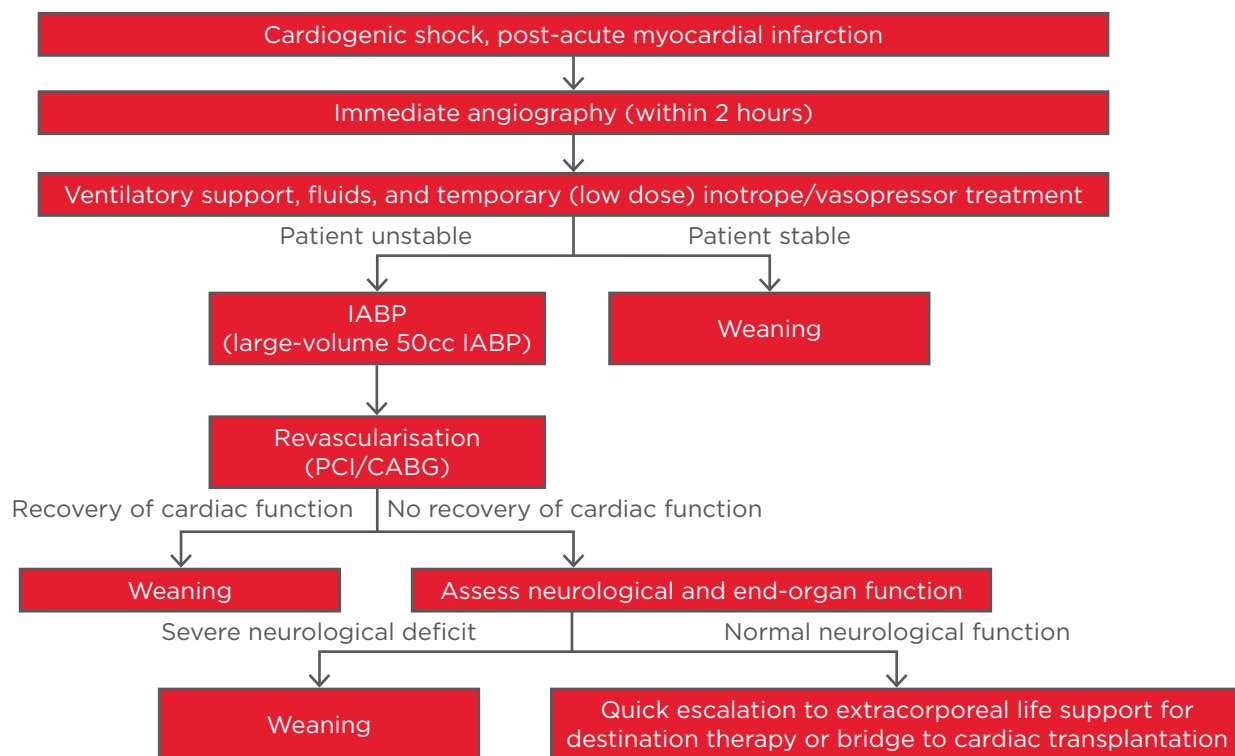 Cardiogenic shock, post-acute myocardial infarction
Immediate angiography (within 2 hours)
Ventilatory support, fluids, and temporary (low dose) inotrope/vasopressor treatment
Patient unstable
Patient stable
IABP
(large-volume 50cc IABP)
Weaning
Revascularisation
(PCI/CABG)
Recovery of cardiac function
No recovery of cardiac function
Weaning
Assess neurological and end-organ function
Severe neurological deficit
Normal neurological function
Weaning
Quick escalation to extracorporeal life support for
destination therapy or bridge to cardiac transplantation